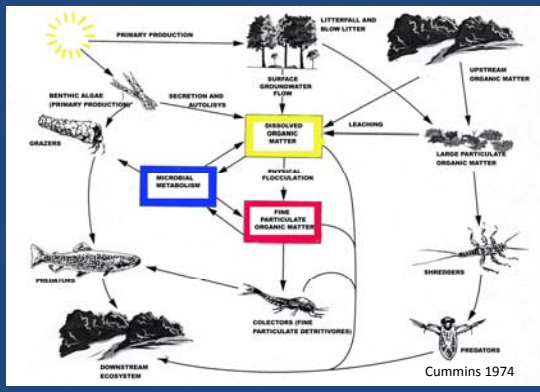 PRIMARY PRODUCTION
LITTERFALL AND
BLOW LITTER
UPSTREAM
ORGANIC MATTER
SURFACE
GROUNDWATER
FLOW
BENTHIC ALGAE
(PRIMARY PRODUCTION)
SECRETION AND
AUTOLISYS
GRAZERS
DISSOLVED
ORGANIC
MATTER
LEACHING
LARGE PARTICULATE
ORGANIC MATTER
MICROBIAL
METABOLISM
PHYSICAL
FLOCCULATION
FINE
PARTICULATE
ORGANIC MATTER
PREDATORS
SHREDDERS
COLECTORS (FINE
PARTICULATE DETRITIVORES)
DOWNSTREAM
ECOSYSTEM
PREDATORS
Cummins 1974